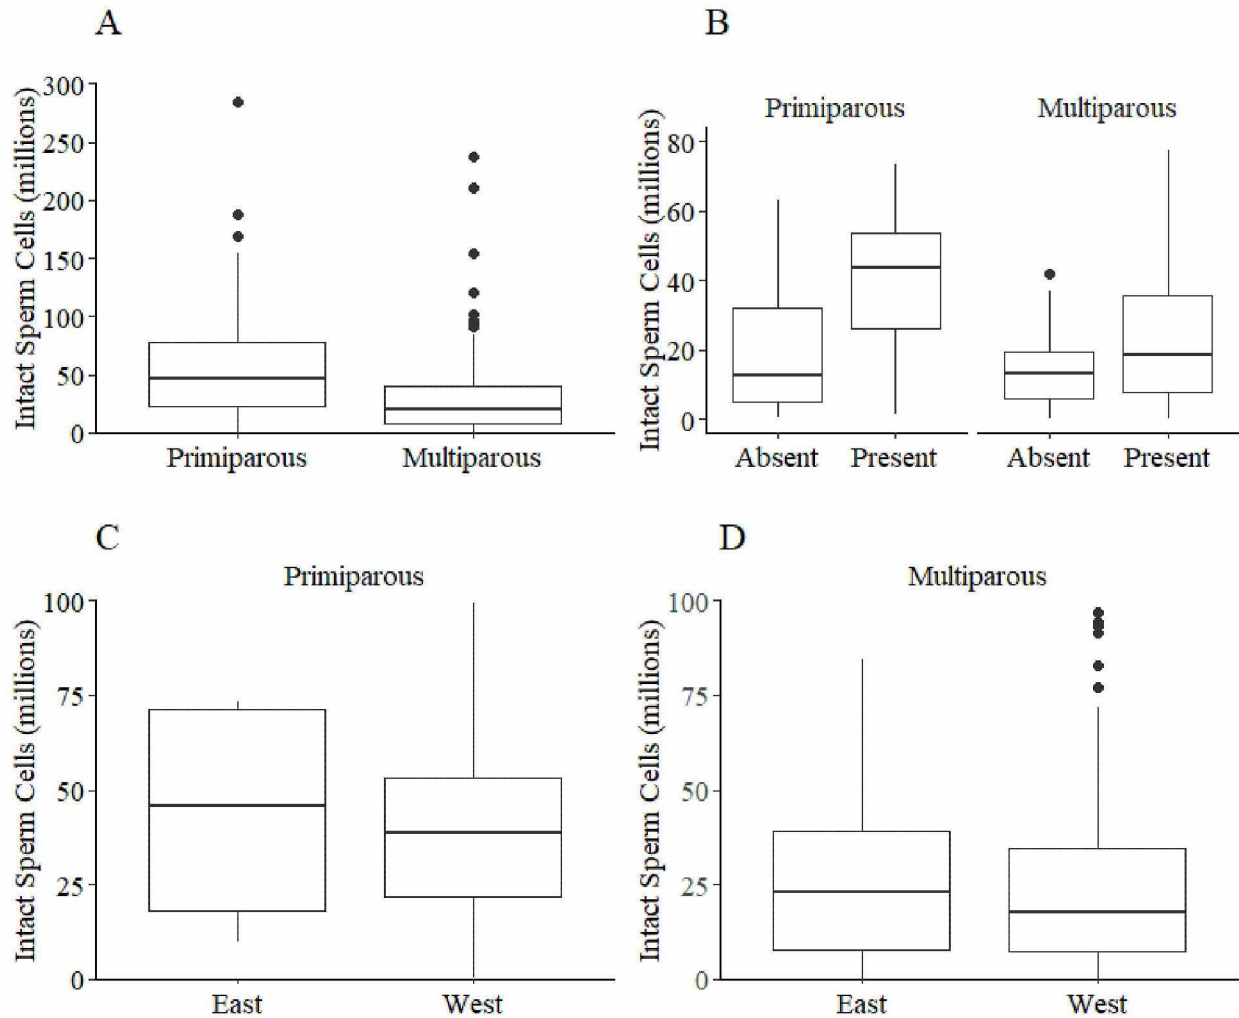 A
Intact Sperm Cells (millions)
300
250
200
150
100
50
0
Primiparous Multiparous
B
Primiparous Multiparous
Intact Sperm Cells (millions)
80
60
40
20
0
Absent Present Absent Present
C
Primiparous
Intact Sperm Cells (millions)
100
75
50
25
0
East West
D
Multiparous
Intact Sperm Cells (millions)
100
75
50
25
0
East West